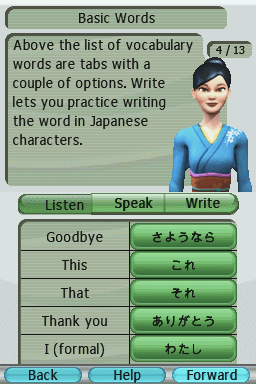 Basic Words
Above the list of vocabulary
words are tabs with a
couple of options. Write
lets you practice writing
the word in Japanese
characters.
4 / 13
Listen Speak Write
Goodbye さようなら
This これ
That それ
Thank you ありがとう
I (formal) わたし
Back Help Forward